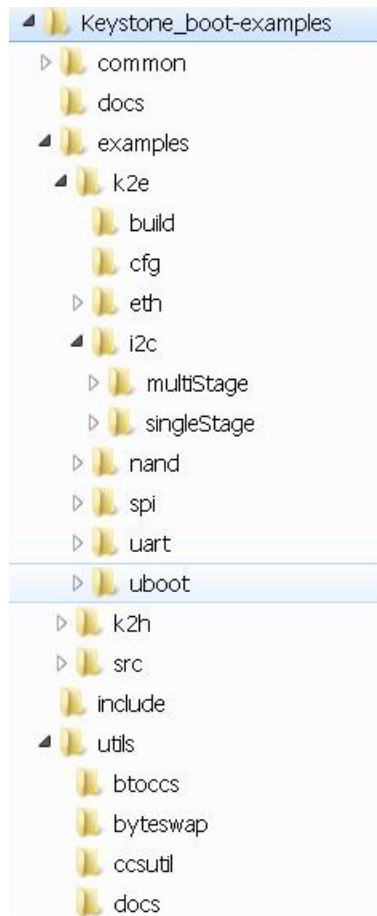 Keystone_boot-examples
common
docs
examples
k2e
build
cfg
eth
i2c
multiStage
singleStage
nand
spi
uart
uboot
k2h
src
include
utils
btoccs
byteswap
ccsutil
docs